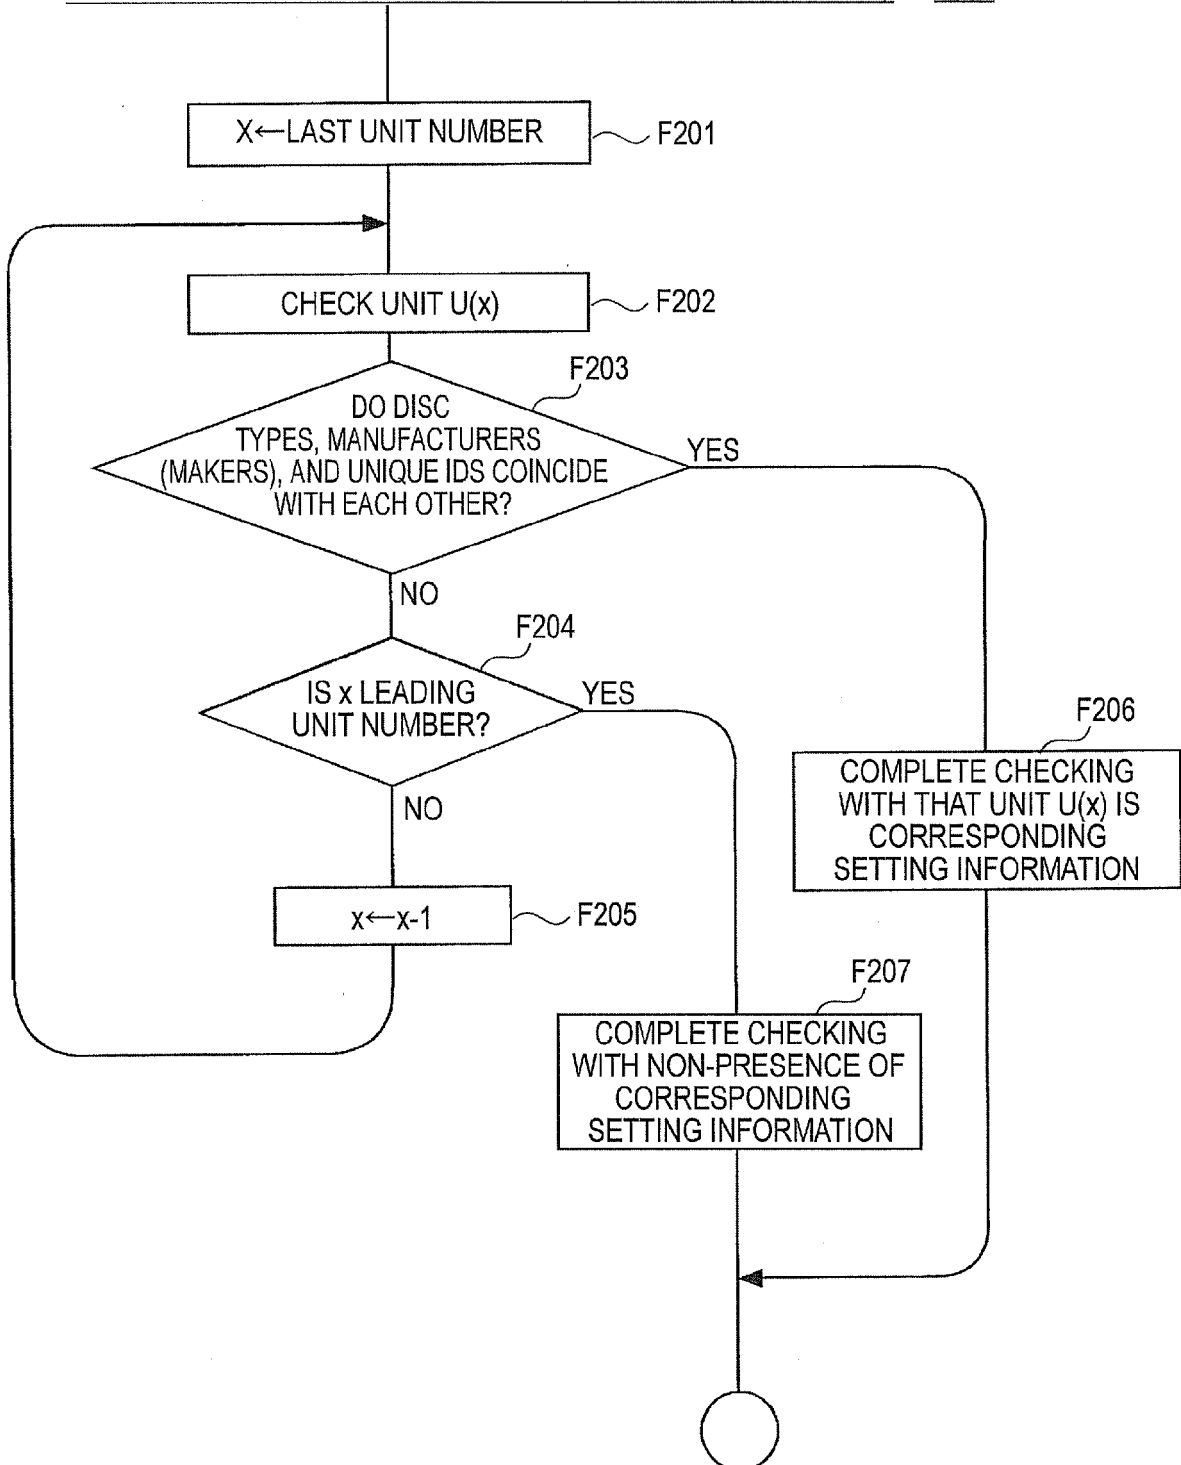 X←LAST UNIT NUMBER
F201
CHECK UNIT U(x)
F202
F203
DO DISC
TYPES, MANUFACTURERS
(MAKERS), AND UNIQUE IDS COINCIDE
WITH EACH OTHER?
YES
NO
F204
IS x LEADING
UNIT NUMBER?
YES
NO
F206
COMPLETE CHECKING
WITH THAT UNIT U(x) IS
CORRESPONDING
SETTING INFORMATION
x←x-1
F205
F207
COMPLETE CHECKING
WITH NON-PRESENCE OF
CORRESPONDING
SETTING INFORMATION